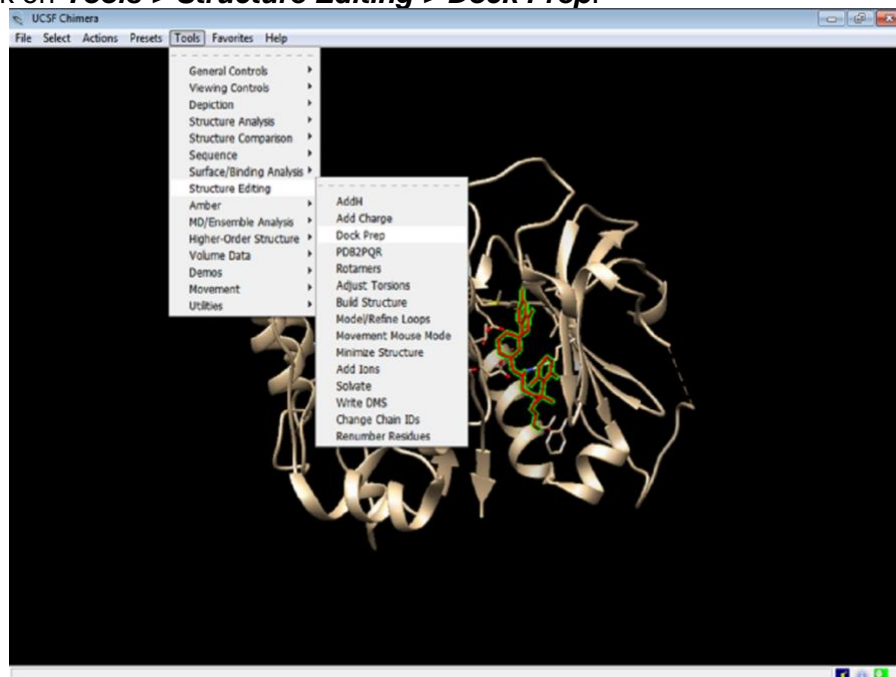 k on Tools > Structure Editing > Dock Prep.
UCSF Chimera
File Select Actions Presets Tools Favorites Help
General Controls
Viewing Controls
Depiction
Structure Analysis
Structure Comparison
Sequence
Surface/Binding Analysis
Structure Editing
Amber
MD/Ensemble Analysis
Higher-Order Structure
Volume Data
Demos
Movement
Utilities
AddH
Add Charge
Dock Prep
PDB2PQR
Rotamers
Adjust Torsions
Build Structure
Model/Refine Loops
Movement Mouse Mode
Minimize Structure
Add Ions
Solvate
Write DMS
Change Chain IDs
Renumber Residues